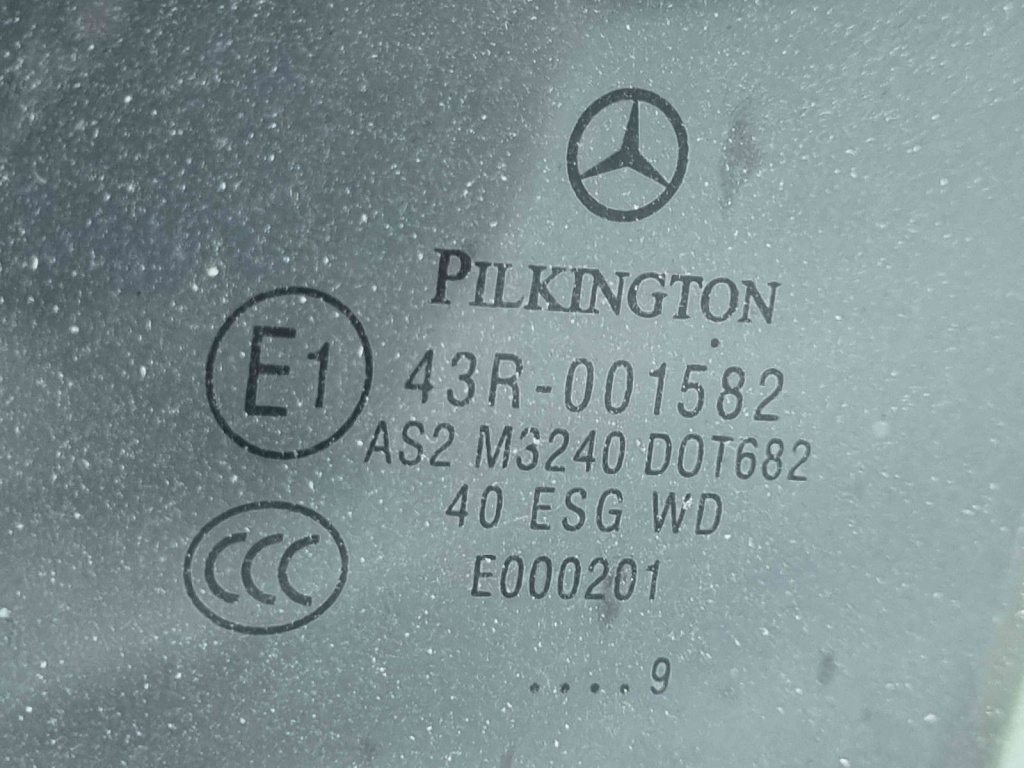 PILKINGTON
E1 43R-001582
AS2 M3240 DOT682
40 ESG WD
CCC E000201
....9